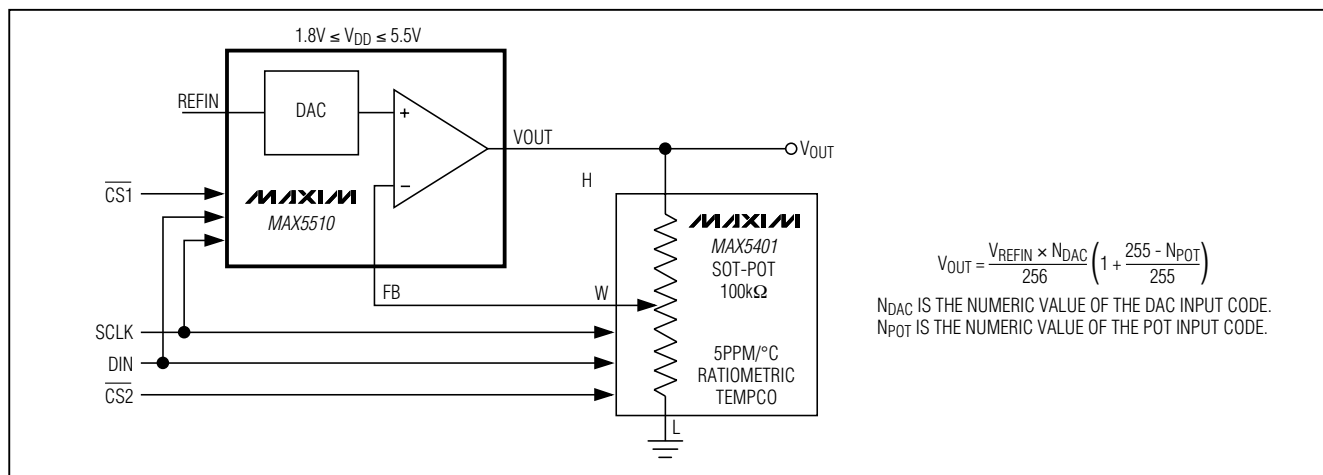 1.8V ≤ VDD ≤ 5.5V
REFIN
DAC
+
−
VOUT
VOUT
CS1
MAXIM
MAX5510
H
MAXIM
MAX5401
SOT-POT
100kΩ
FB
W
SCLK
DIN
CS2
5PPM/°C
RATIOMETRIC
TEMPCO
L
VOUT = VREFIN × NDAC / 256 (1 + 255 - NPOT / 255)
NDAC IS THE NUMERIC VALUE OF THE DAC INPUT CODE.
NPOT IS THE NUMERIC VALUE OF THE POT INPUT CODE.